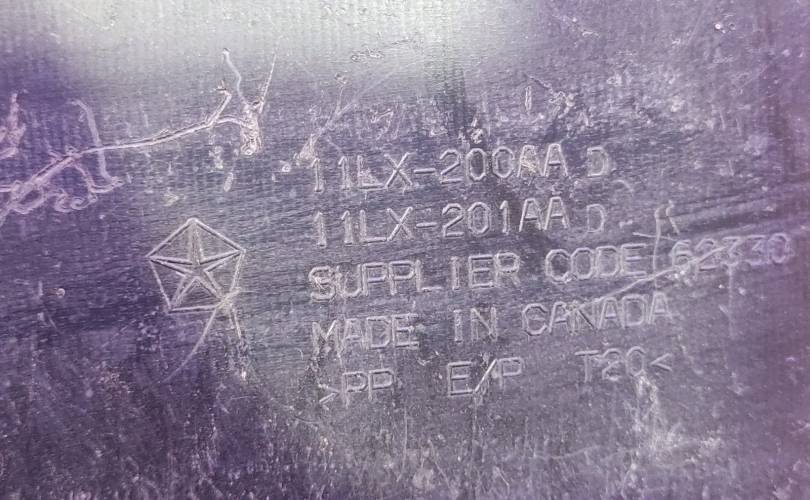 11LX-200AA D
11LX-201AA D
SUPPLIER CODE 62330
MADE IN CANADA
>PP E/P T20<